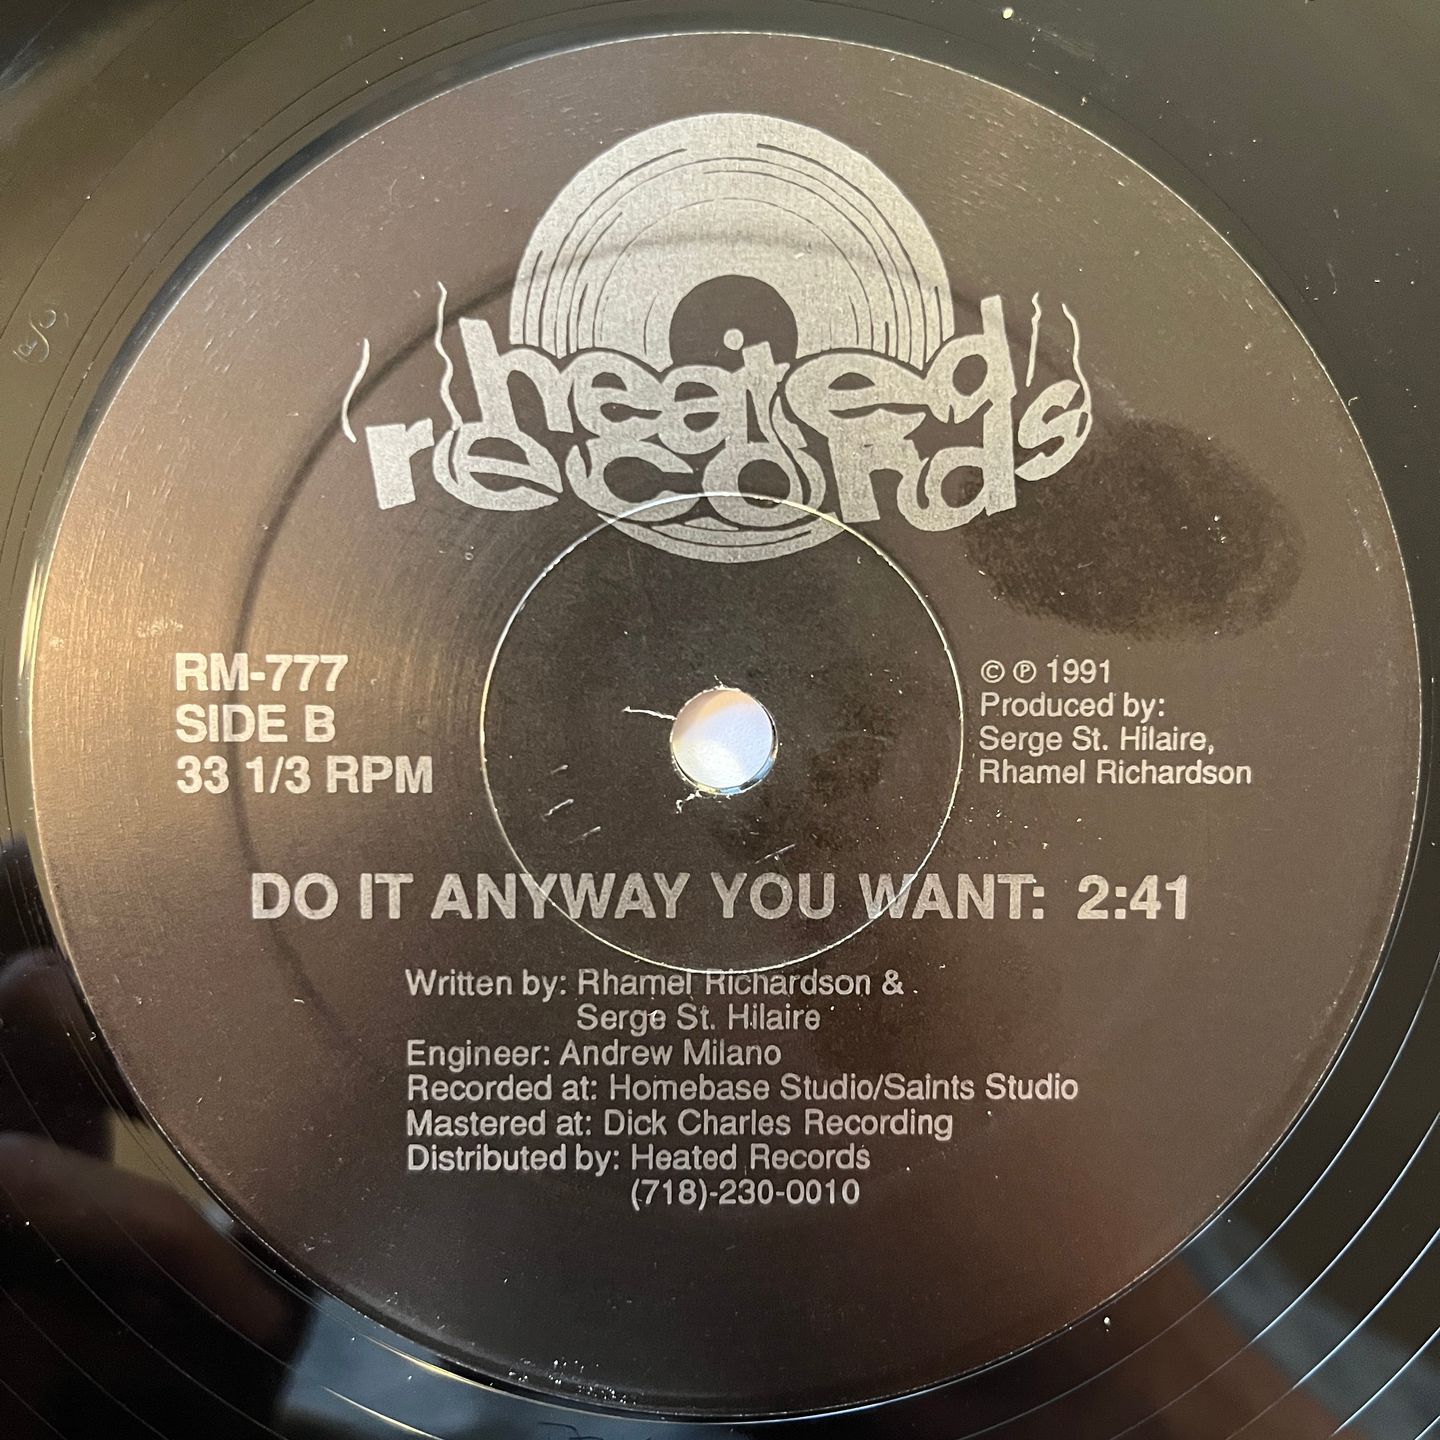 heated
record's
RM-777
SIDE B
33 1/3 RPM
© ℗ 1991
Produced by:
Serge St. Hilaire,
Rhamel Richardson
DO IT ANYWAY YOU WANT: 2:41
Written by: Rhamel Richardson &
Serge St. Hilaire
Engineer: Andrew Milano
Recorded at: Homebase Studio/Saints Studio
Mastered at: Dick Charles Recording
Distributed by: Heated Records
(718)-230-0010